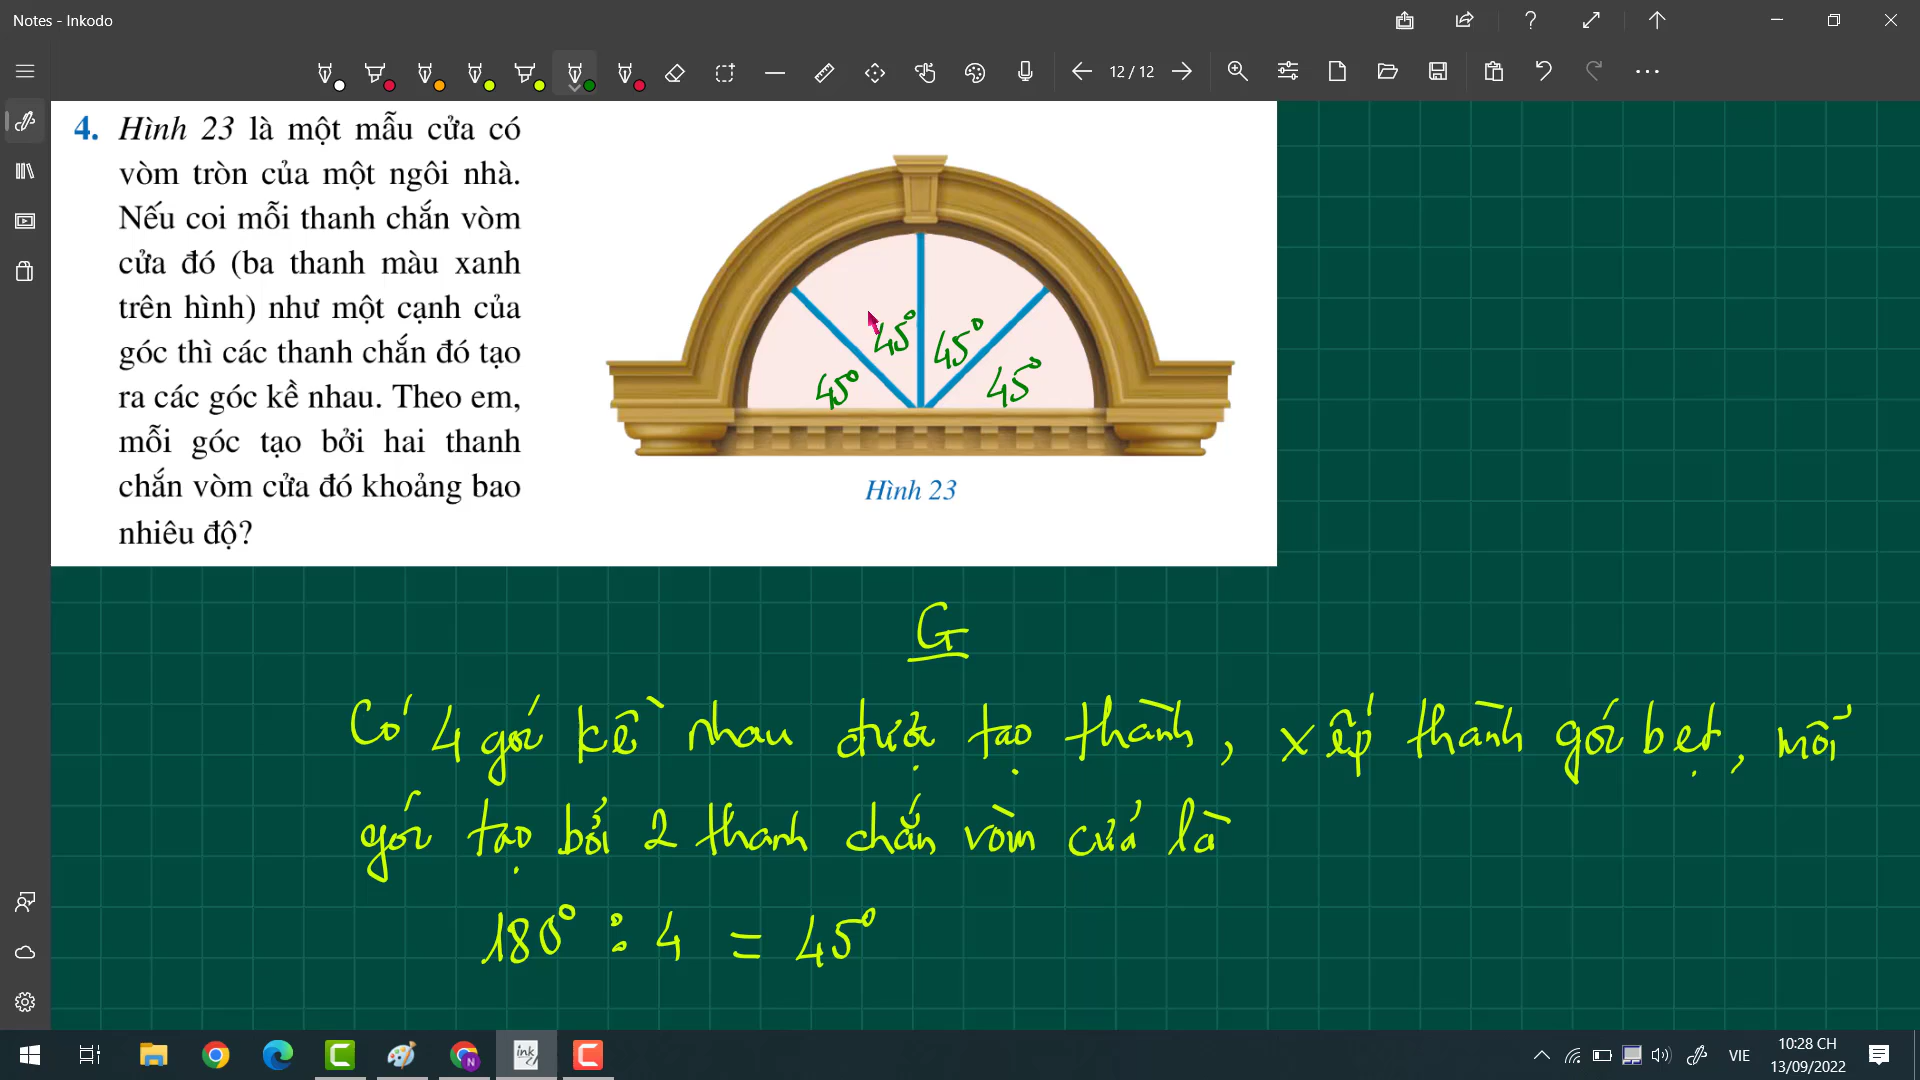 Notes - Inkodo
12 / 12
4. Hình 23 là một mẫu cửa có
vòm tròn của một ngôi nhà.
Nếu coi mỗi thanh chắn vòm
cửa đó (ba thanh màu xanh
trên hình) như một cạnh của
góc thì các thanh chắn đó tạo
ra các góc kề nhau. Theo em,
mỗi góc tạo bởi hai thanh
chắn vòm cửa đó khoảng bao
nhiêu độ?
45°
45°
45°
45°
Hình 23
G
Có 4 góc kề nhau được tạo thành, xếp thành góc bẹt, mỗi
góc tạo bởi 2 thanh chắn vòm cửa là
180° : 4 = 45°
ink
N
VIE
10:28 CH
13/09/2022